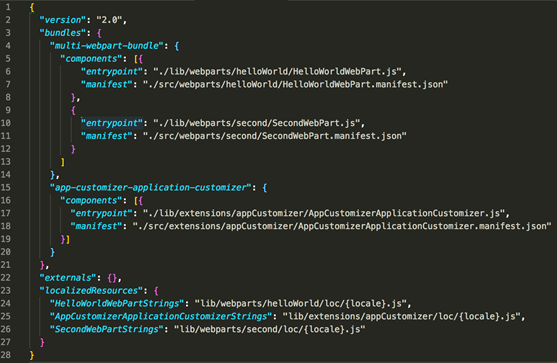 1 {
2 "version": "2.0",
3 "bundles": {
4 "multi-webpart-bundle": {
5 "components": [{
6 "entrypoint": "./lib/webparts/helloWorld/HelloWorldWebPart.js",
7 "manifest": "./src/webparts/helloWorld/HelloWorldWebPart.manifest.json"
8 },
9 {
10 "entrypoint": "./lib/webparts/second/SecondWebPart.js",
11 "manifest": "./src/webparts/second/SecondWebPart.manifest.json"
12 }
13 ]
14 },
15 "app-customizer-application-customizer": {
16 "components": [{
17 "entrypoint": "./lib/extensions/appCustomizer/AppCustomizerApplicationCustomizer.js",
18 "manifest": "./src/extensions/appCustomizer/AppCustomizerApplicationCustomizer.manifest.json"
19 }]
20 }
21 },
22 "externals": {},
23 "localizedResources": {
24 "HelloWorldWebPartStrings": "lib/webparts/helloWorld/loc/{locale}.js",
25 "AppCustomizerApplicationCustomizerStrings": "lib/extensions/appCustomizer/loc/{locale}.js",
26 "SecondWebPartStrings": "lib/webparts/second/loc/{locale}.js"
27 }
28 }